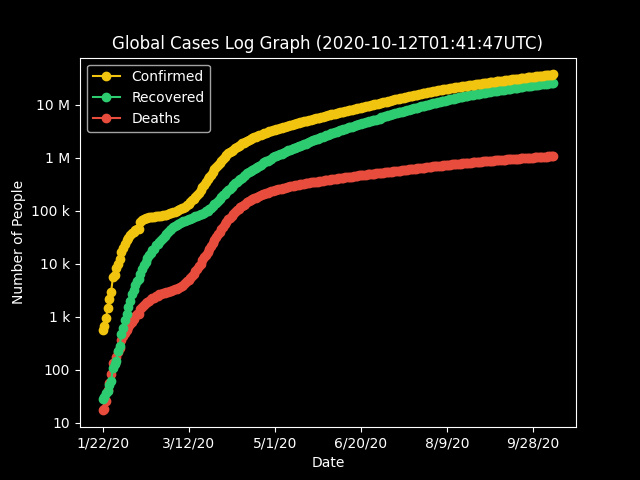 Global Cases Log Graph (2020-10-12T01:41:47UTC)
Confirmed
Recovered
Deaths
10 M
1 M
100 k
10 k
1 k
100
10
Number of People
1/22/20 3/12/20 5/1/20 6/20/20 8/9/20 9/28/20
Date